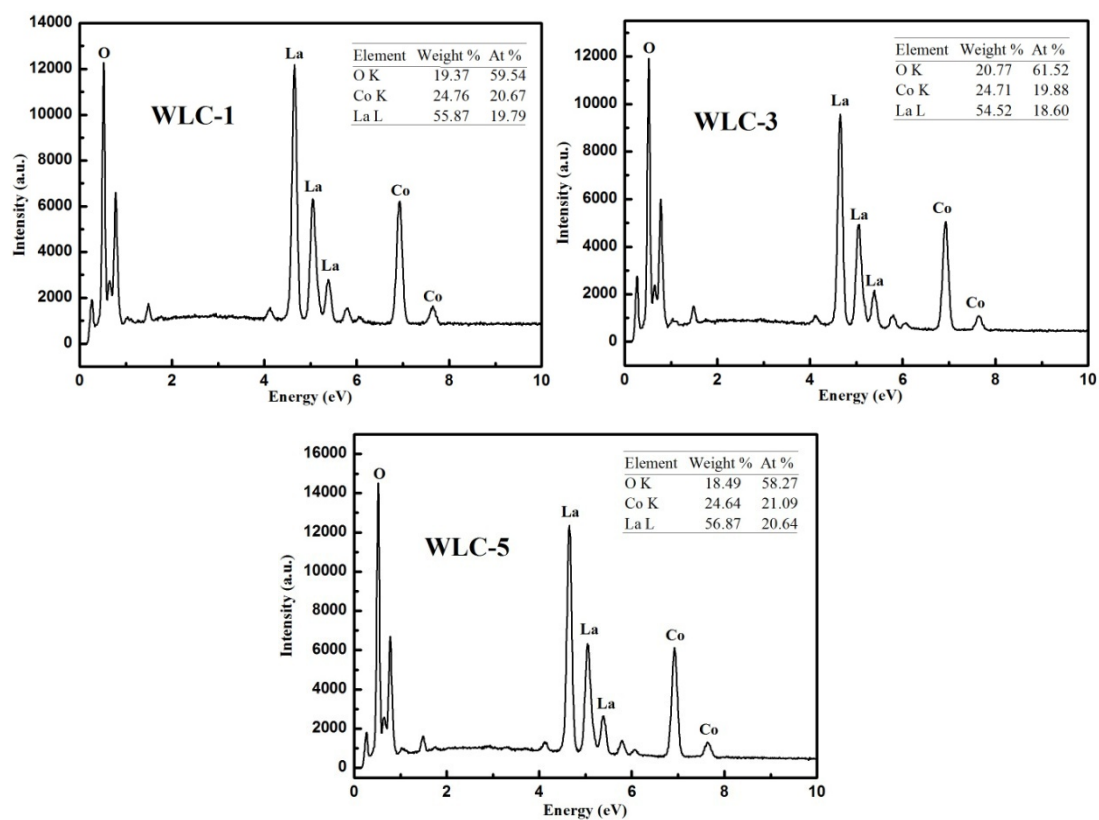 14000
12000
10000
8000
6000
4000
2000
0
Intensity (a.u.)
O
La
La
La
Co
Co
WLC-1
Element Weight % At %
O K 19.37 59.54
Co K 24.76 20.67
La L 55.87 19.79
0 2 4 6 8 10
Energy (eV)
12000
10000
8000
6000
4000
2000
0
Intensity (a.u.)
O
La
La
La
Co
Co
WLC-3
Element Weight % At %
O K 20.77 61.52
Co K 24.71 19.88
La L 54.52 18.60
0 2 4 6 8 10
Energy (eV)
16000
14000
12000
10000
8000
6000
4000
2000
0
Intensity (a.u.)
O
La
La
La
Co
Co
WLC-5
Element Weight % At %
O K 18.49 58.27
Co K 24.64 21.09
La L 56.87 20.64
0 2 4 6 8 10
Energy (eV)